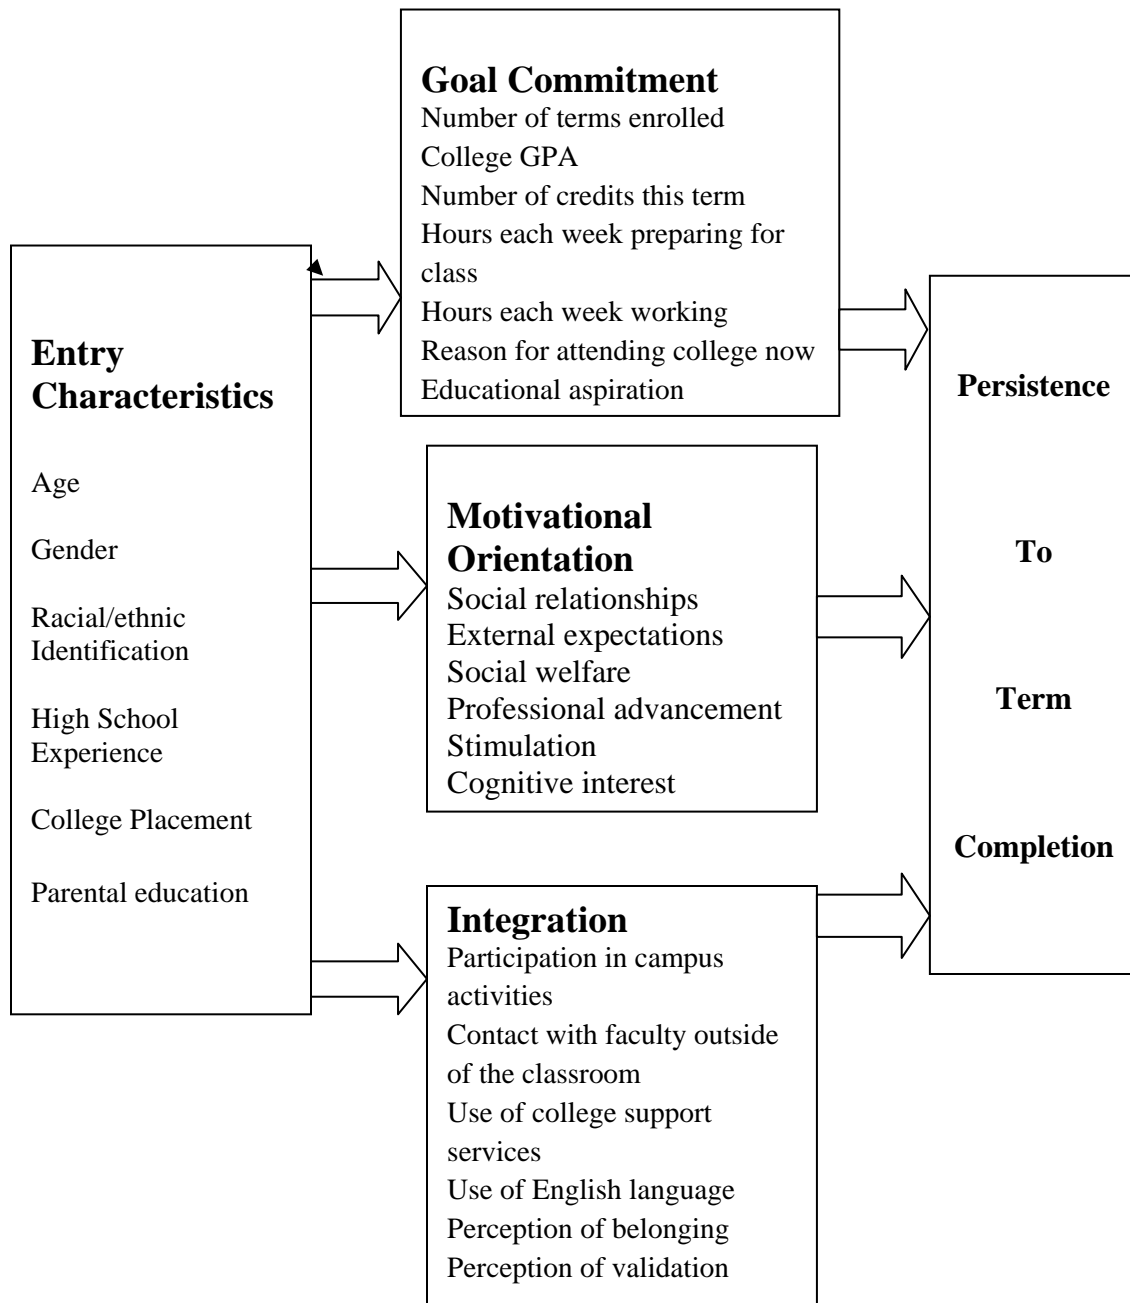 Entry
Characteristics
Age
Gender
Racial/ethnic
Identification
High School
Experience
College Placement
Parental education
Goal Commitment
Number of terms enrolled
College GPA
Number of credits this term
Hours each week preparing for
class
Hours each week working
Reason for attending college now
Educational aspiration
Motivational
Orientation
Social relationships
External expectations
Social welfare
Professional advancement
Stimulation
Cognitive interest
Integration
Participation in campus
activities
Contact with faculty outside
of the classroom
Use of college support
services
Use of English language
Perception of belonging
Perception of validation
Persistence
To
Term
Completion